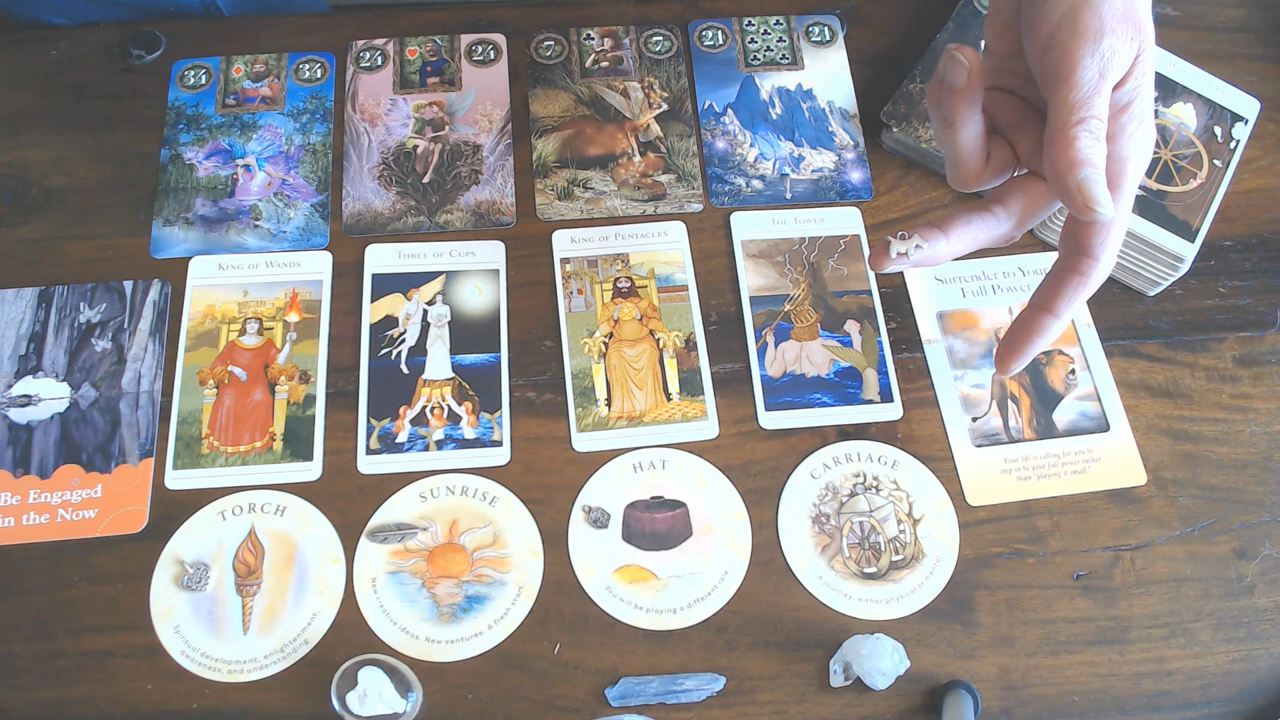 34 34
24 24
7 7
21 21
KING OF WANDS
THREE OF CUPS
KING OF PENTACLES
THE TOWER
Surrender to Your
Full Power
Your life is calling for you to
step in to your full power rather
than "playing it small."
Be Engaged
in the Now
TORCH
Spiritual development, enlightenment,
awareness, and understanding.
SUNRISE
New creative ideas. New ventures. A fresh start.
HAT
You will be playing a different role
CARRIAGE
A journey, either physical or mental